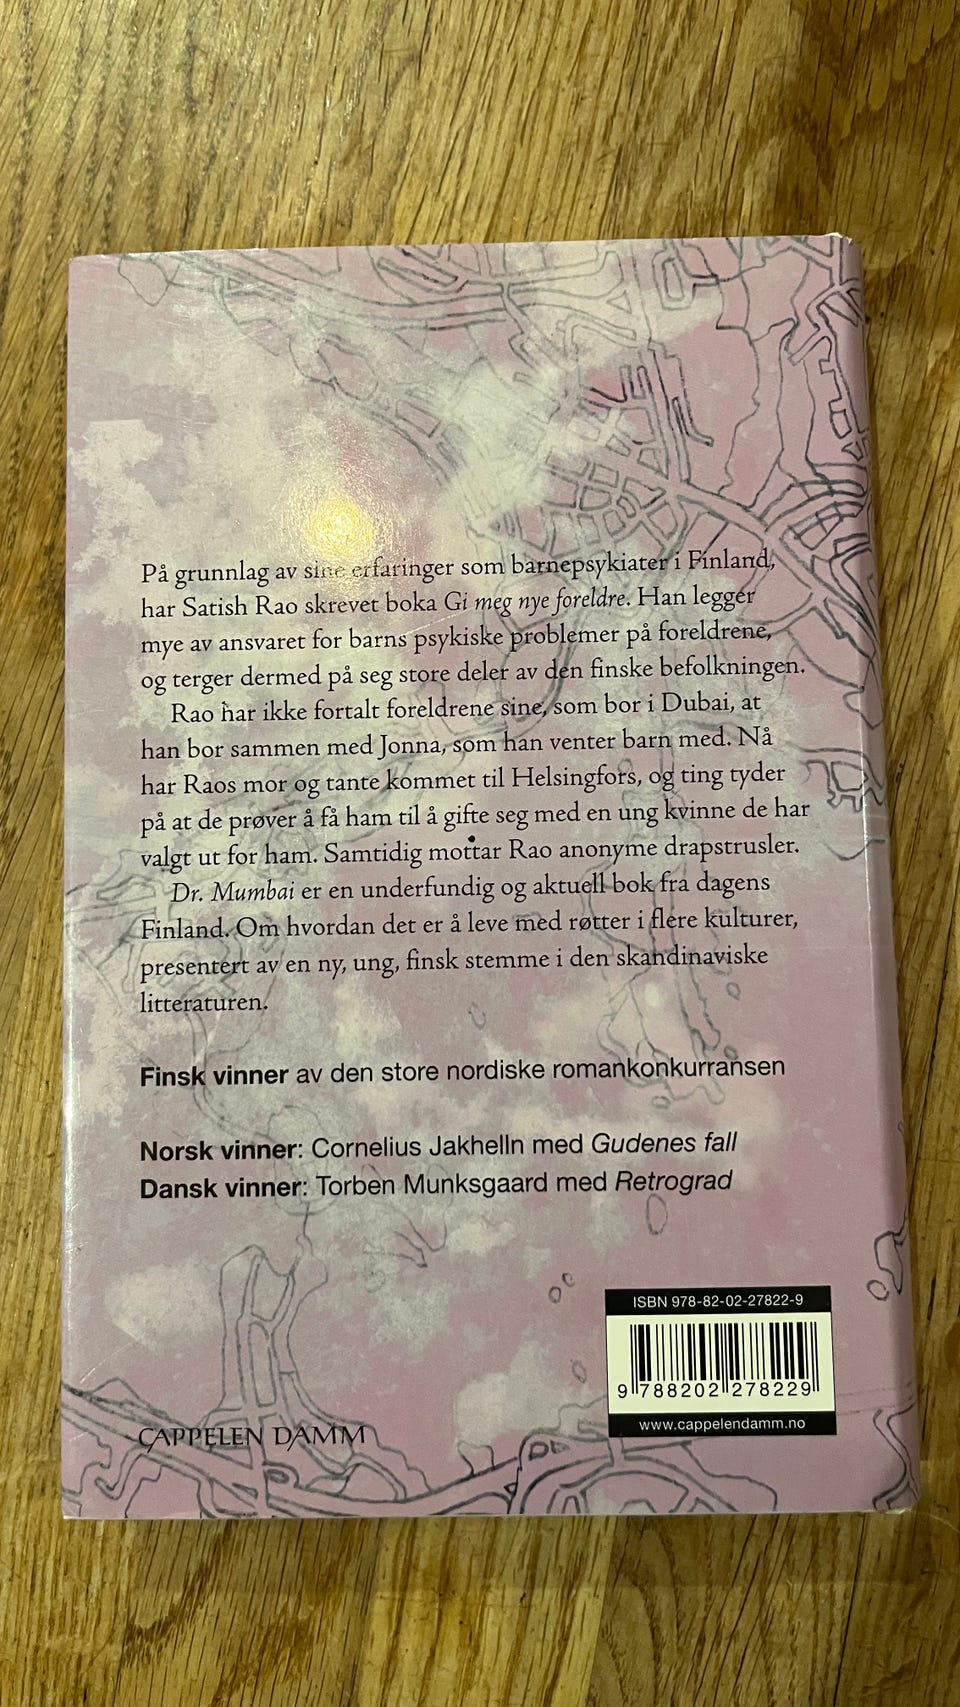 På grunnlag av sine erfaringer som barnepsykiater i Finland,
har Satish Rao skrevet boka Gi meg nye foreldre. Han legger
mye av ansvaret for barns psykiske problemer på foreldrene,
og terger dermed på seg store deler av den finske befolkningen.
Rao har ikke fortalt foreldrene sine, som bor i Dubai, at
han bor sammen med Jonna, som han venter barn med. Nå
har Raos mor og tante kommet til Helsingfors, og ting tyder
på at de prøver å få ham til å gifte seg med en ung kvinne de har
valgt ut for ham. Samtidig mottar Rao anonyme drapstrusler.
Dr. Mumbai er en underfundig og aktuell bok fra dagens
Finland. Om hvordan det er å leve med røtter i flere kulturer,
presentert av en ny, ung, finsk stemme i den skandinaviske
litteraturen.
Finsk vinner av den store nordiske romankonkurransen
Norsk vinner: Cornelius Jakhelln med Gudenes fall
Dansk vinner: Torben Munksgaard med Retrograd
ISBN 978-82-02-27822-9
9 788202 278229
www.cappelendamm.no
CAPPELEN DAMM